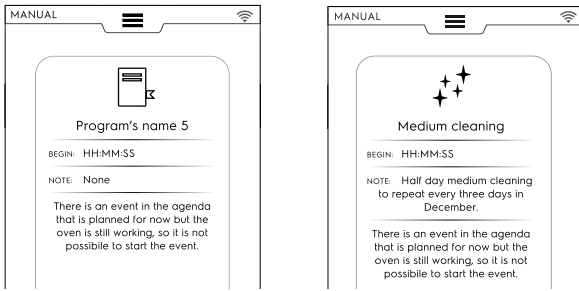 MANUAL
Program's name 5
BEGIN: HH:MM:SS
NOTE: None
There is an event in the agenda
that is planned for now but the
oven is still working, so it is not
possibile to start the event.
MANUAL
Medium cleaning
BEGIN: HH:MM:SS
NOTE: Half day medium cleaning
to repeat every three days in
December.
There is an event in the agenda
that is planned for now but the
oven is still working, so it is not
possibile to start the event.